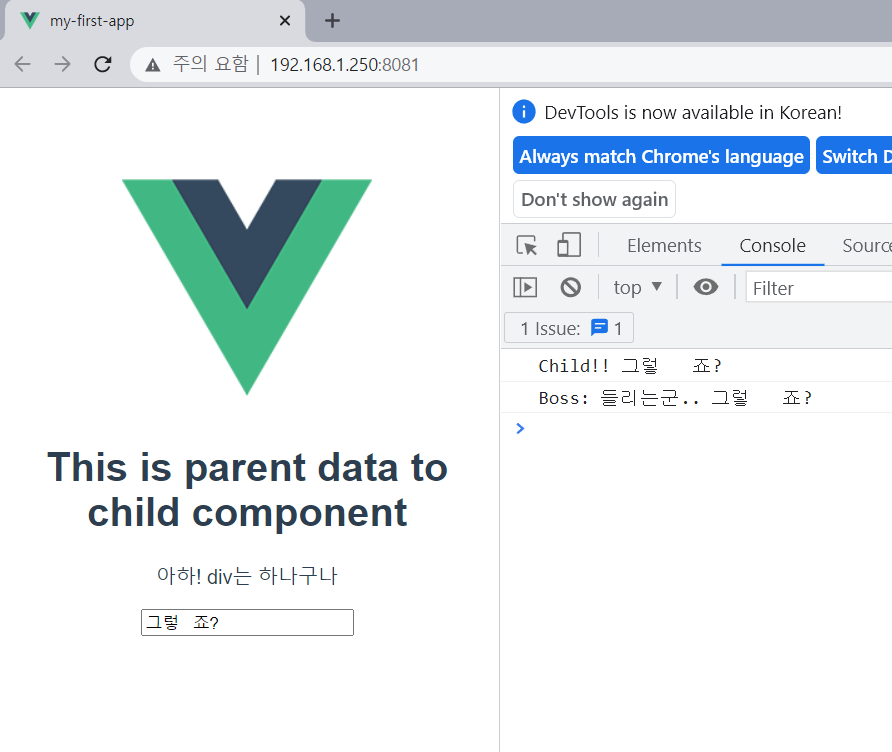 my-first-app
주의 요함 | 192.168.1.250:8081
DevTools is now available in Korean!
Always match Chrome's language
Switch D
Don't show again
Elements Console Source
top
Filter
1 Issue: 1
Child!! 그렇   죠?
Boss: 들리는군.. 그렇   죠?
This is parent data to
child component
아하! div는 하나구나
그렇   죠?